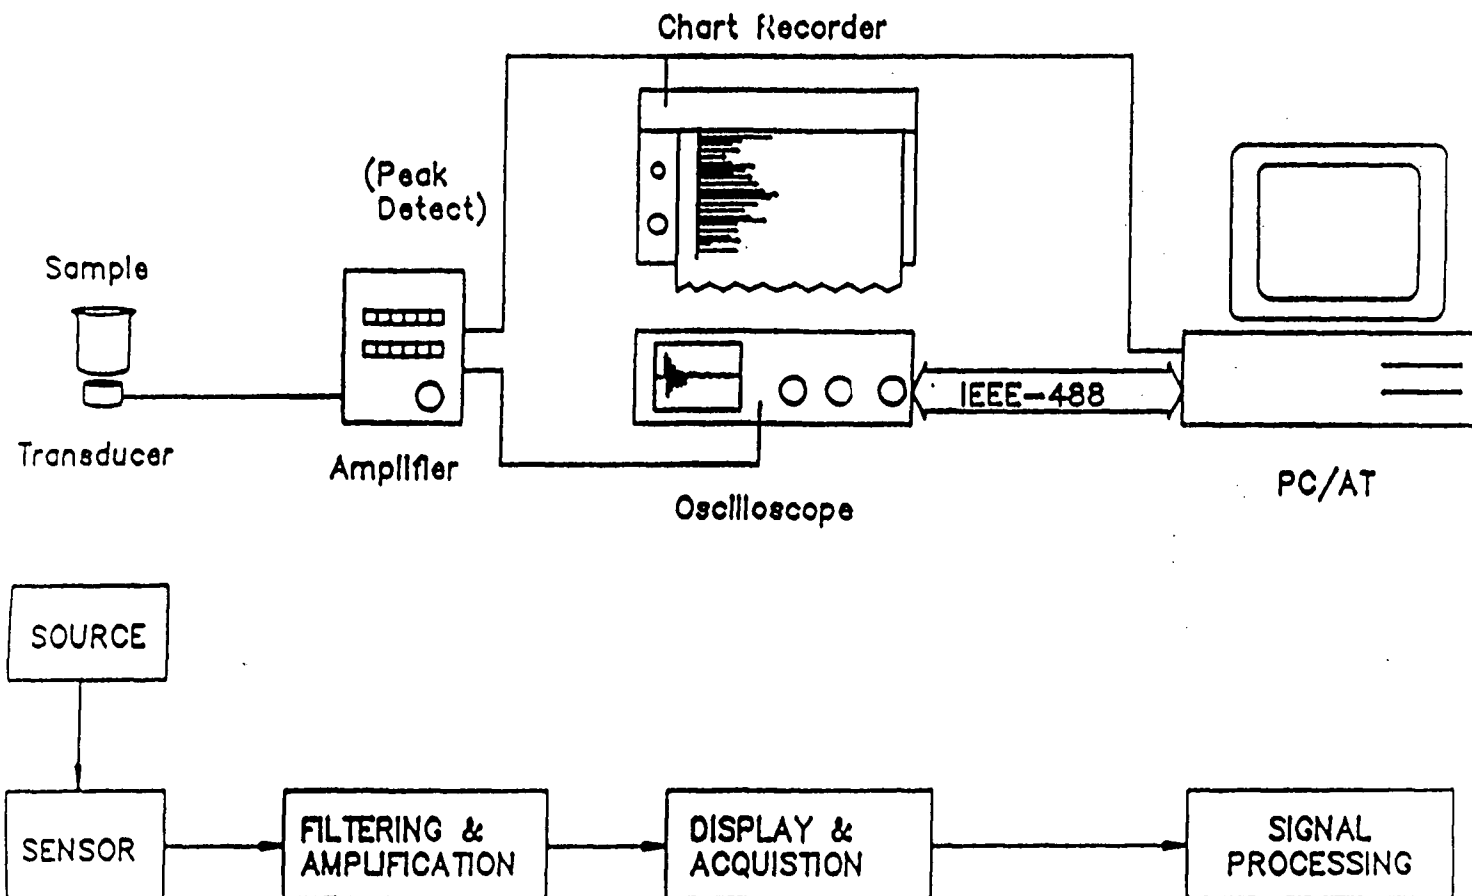 Chart Recorder
(Peak
Detect)
Sample
Transducer
Amplifier
IEEE-488
Oscilloscope
PC/AT
SOURCE
SENSOR
FILTERING &
AMPLIFICATION
DISPLAY &
ACQUISTION
SIGNAL
PROCESSING